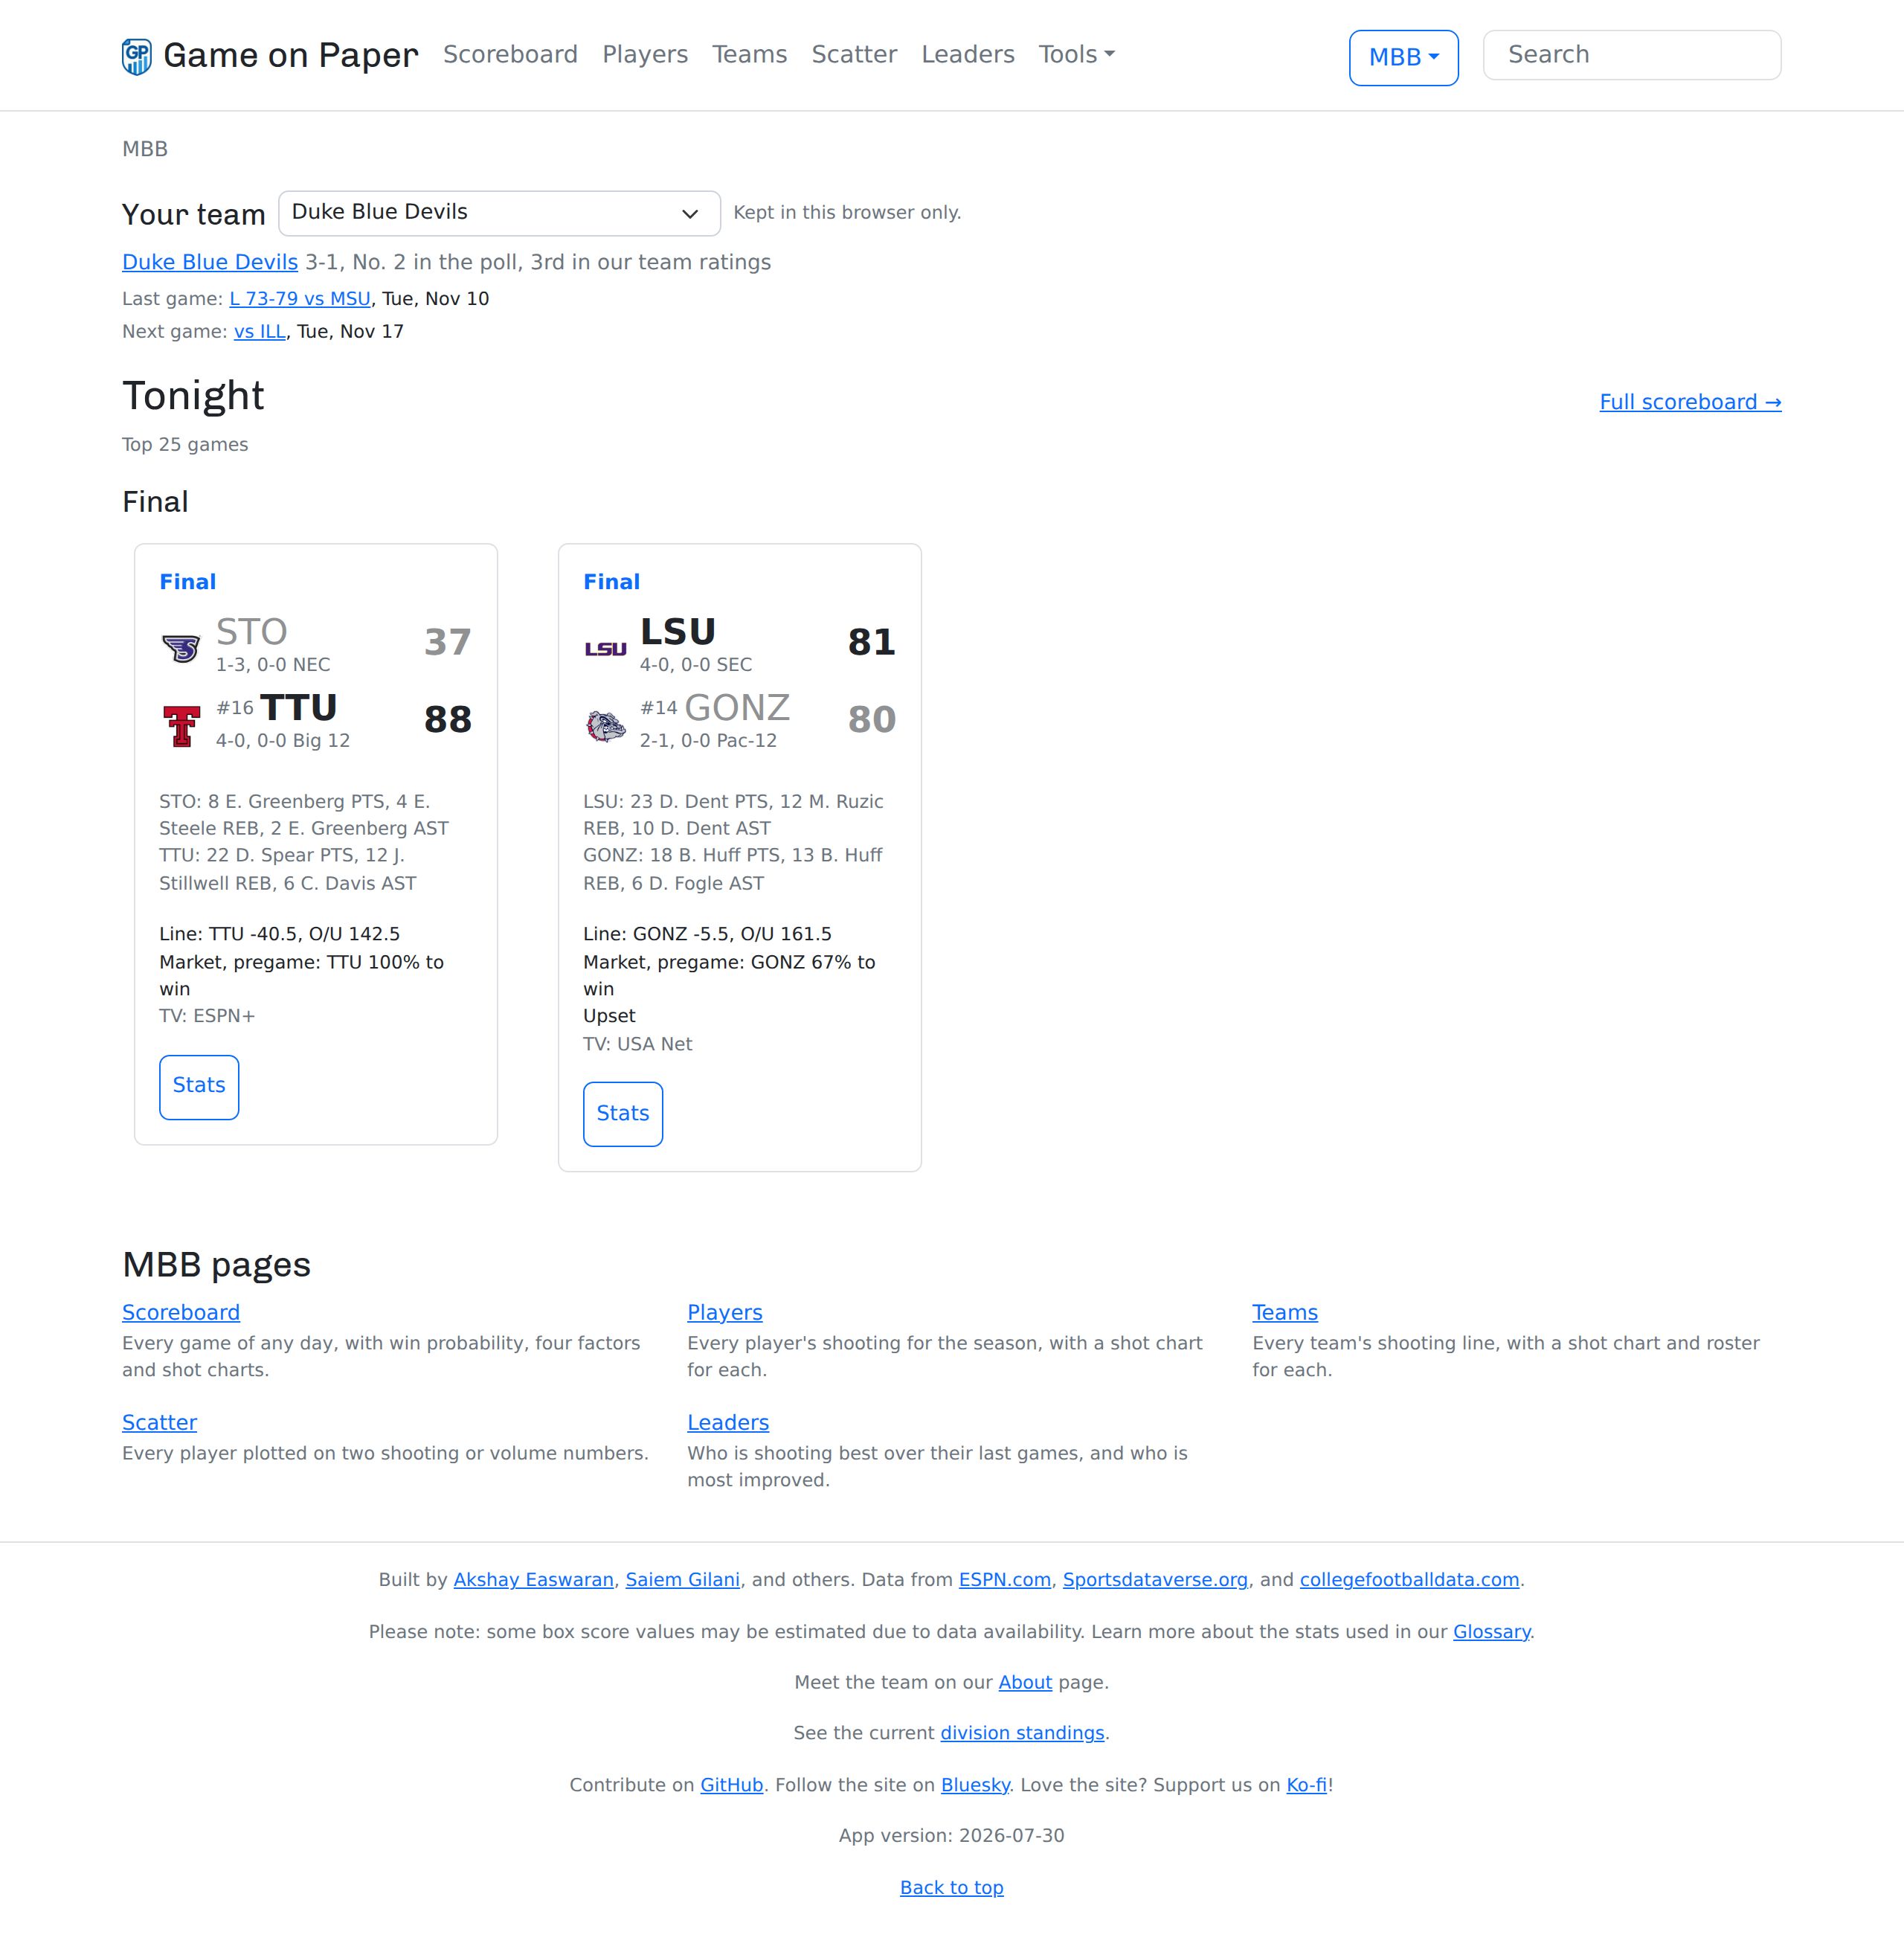 GP Game on Paper Scoreboard Players Teams Scatter Leaders Tools MBB Search
MBB
Your team Duke Blue Devils Kept in this browser only.
Duke Blue Devils 3-1, No. 2 in the poll, 3rd in our team ratings
Last game: L 73-79 vs MSU, Tue, Nov 10
Next game: vs ILL, Tue, Nov 17
Tonight
Full scoreboard →
Top 25 games
Final
Final
STO 37
1-3, 0-0 NEC
#16 TTU 88
4-0, 0-0 Big 12
STO: 8 E. Greenberg PTS, 4 E.
Steele REB, 2 E. Greenberg AST
TTU: 22 D. Spear PTS, 12 J.
Stillwell REB, 6 C. Davis AST
Line: TTU -40.5, O/U 142.5
Market, pregame: TTU 100% to
win
TV: ESPN+
Stats
Final
LSU LSU 81
4-0, 0-0 SEC
#14 GONZ 80
2-1, 0-0 Pac-12
LSU: 23 D. Dent PTS, 12 M. Ruzic
REB, 10 D. Dent AST
GONZ: 18 B. Huff PTS, 13 B. Huff
REB, 6 D. Fogle AST
Line: GONZ -5.5, O/U 161.5
Market, pregame: GONZ 67% to
win
Upset
TV: USA Net
Stats
MBB pages
Scoreboard
Every game of any day, with win probability, four factors
and shot charts.
Players
Every player's shooting for the season, with a shot chart
for each.
Teams
Every team's shooting line, with a shot chart and roster
for each.
Scatter
Every player plotted on two shooting or volume numbers.
Leaders
Who is shooting best over their last games, and who is
most improved.
Built by Akshay Easwaran, Saiem Gilani, and others. Data from ESPN.com, Sportsdataverse.org, and collegefootballdata.com.
Please note: some box score values may be estimated due to data availability. Learn more about the stats used in our Glossary.
Meet the team on our About page.
See the current division standings.
Contribute on GitHub. Follow the site on Bluesky. Love the site? Support us on Ko-fi!
App version: 2026-07-30
Back to top